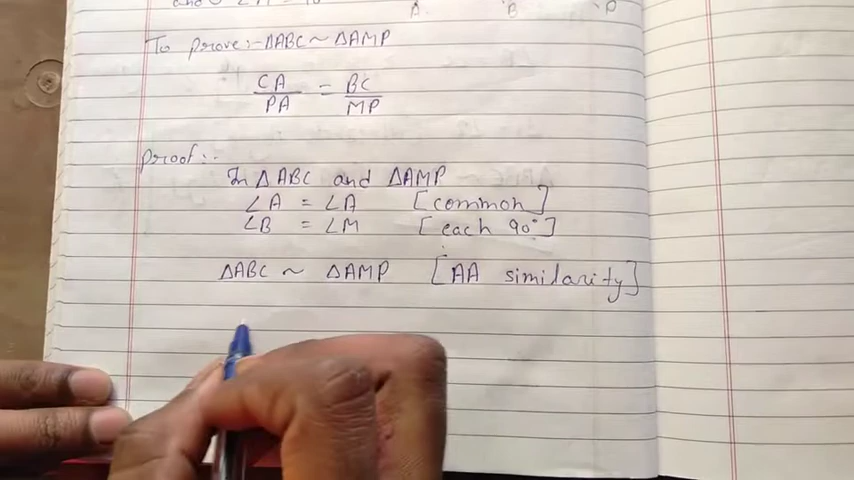 To prove:- ΔABC ~ ΔAMP
CA/PA = BC/MP
proof:-
In Δ ABC and ΔAMP
∠A = ∠A [common]
∠B = ∠M [each 90°]
ΔABC ~ ΔAMP [AA similarity]